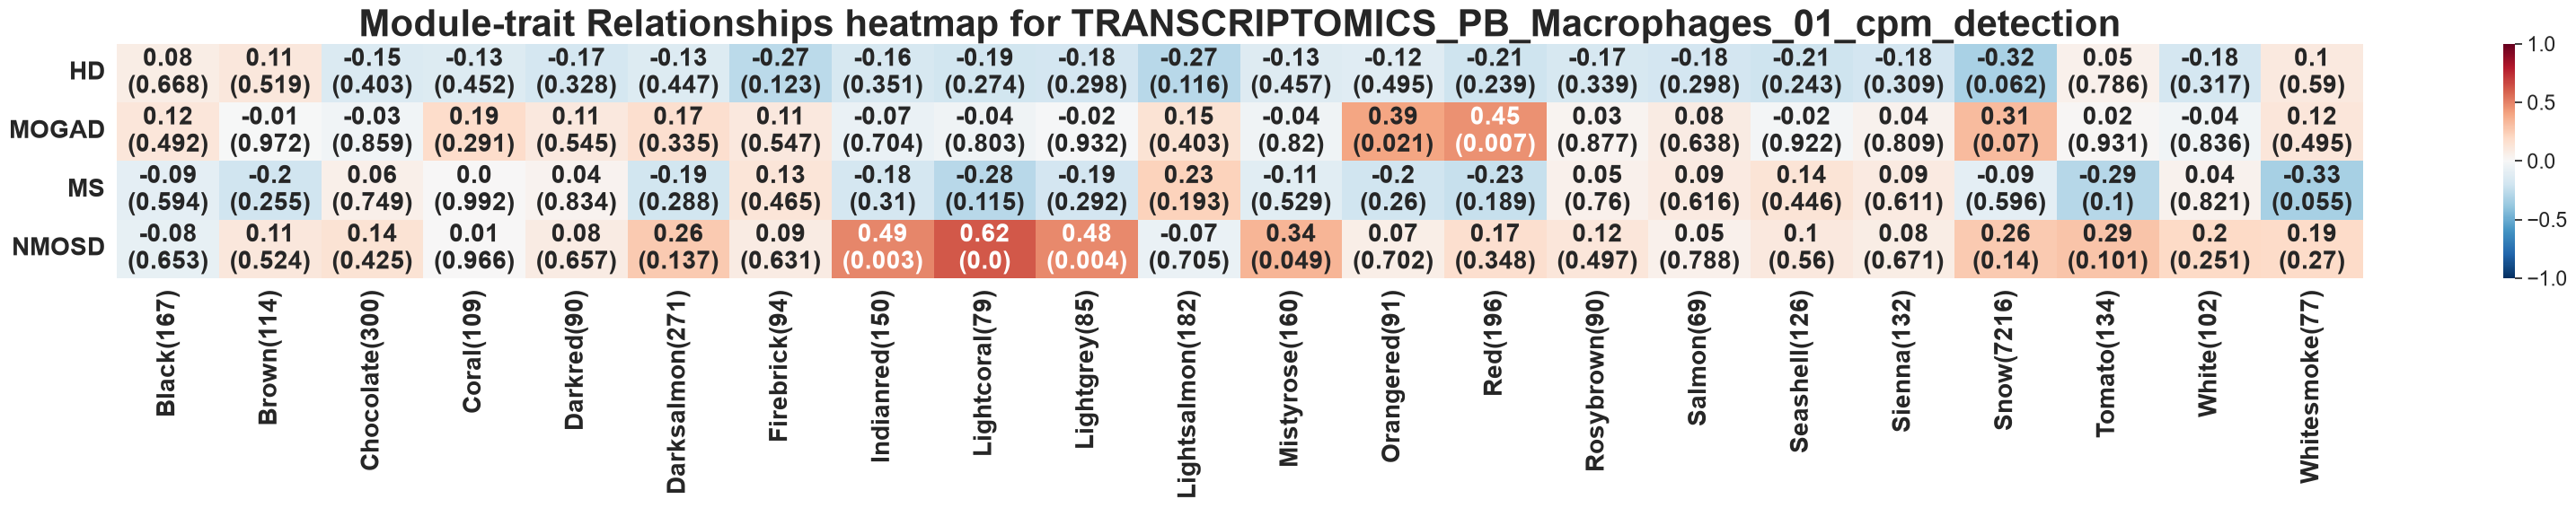 Module-trait Relationships heatmap for TRANSCRIPTOMICS_PB_Macrophages_01_cpm_detection
HD 0.08 0.11 -0.15 -0.13 -0.17 -0.13 -0.27 -0.16 -0.19 -0.18 -0.27 -0.13 -0.12 -0.21 -0.17 -0.18 -0.21 -0.18 -0.32 0.05 -0.18 0.1
(0.668) (0.519) (0.403) (0.452) (0.328) (0.447) (0.123) (0.351) (0.274) (0.298) (0.116) (0.457) (0.495) (0.239) (0.339) (0.298) (0.243) (0.309) (0.062) (0.786) (0.317) (0.59)
MOGAD 0.12 -0.01 -0.03 0.19 0.11 0.17 0.11 -0.07 -0.04 -0.02 0.15 -0.04 0.39 0.45 0.03 0.08 -0.02 0.04 0.31 0.02 -0.04 0.12
(0.492) (0.972) (0.859) (0.291) (0.545) (0.335) (0.547) (0.704) (0.803) (0.932) (0.403) (0.82) (0.021) (0.007) (0.877) (0.638) (0.922) (0.809) (0.07) (0.931) (0.836) (0.495)
MS -0.09 -0.2 0.06 0.0 0.04 -0.19 0.13 -0.18 -0.28 -0.19 0.23 -0.11 -0.2 -0.23 0.05 0.09 0.14 0.09 -0.09 -0.29 0.04 -0.33
(0.594) (0.255) (0.749) (0.992) (0.834) (0.288) (0.465) (0.31) (0.115) (0.292) (0.193) (0.529) (0.26) (0.189) (0.76) (0.616) (0.446) (0.611) (0.596) (0.1) (0.821) (0.055)
NMOSD -0.08 0.11 0.14 0.01 0.08 0.26 0.09 0.49 0.62 0.48 -0.07 0.34 0.07 0.17 0.12 0.05 0.1 0.08 0.26 0.29 0.2 0.19
(0.653) (0.524) (0.425) (0.966) (0.657) (0.137) (0.631) (0.003) (0.0) (0.004) (0.705) (0.049) (0.702) (0.348) (0.497) (0.788) (0.56) (0.671) (0.14) (0.101) (0.251) (0.27)
Black(167)
Brown(114)
Chocolate(300)
Coral(109)
Darkred(90)
Darksalmon(271)
Firebrick(94)
Indianred(150)
Lightcoral(79)
Lightgrey(85)
Lightsalmon(182)
Mistyrose(160)
Orangered(91)
Red(196)
Rosybrown(90)
Salmon(69)
Seashell(126)
Sienna(132)
Snow(7216)
Tomato(134)
White(102)
Whitesmoke(77)
1.0
0.5
0.0
−0.5
−1.0